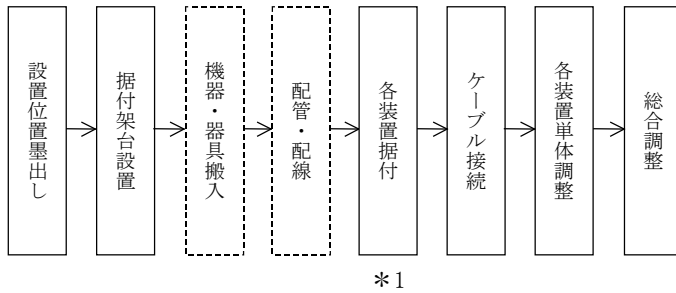 設置位置墨出し
据付架台設置
機器・器具搬入
配管・配線
各装置据付
ケーブル接続
各装置単体調整
総合調整
＊1